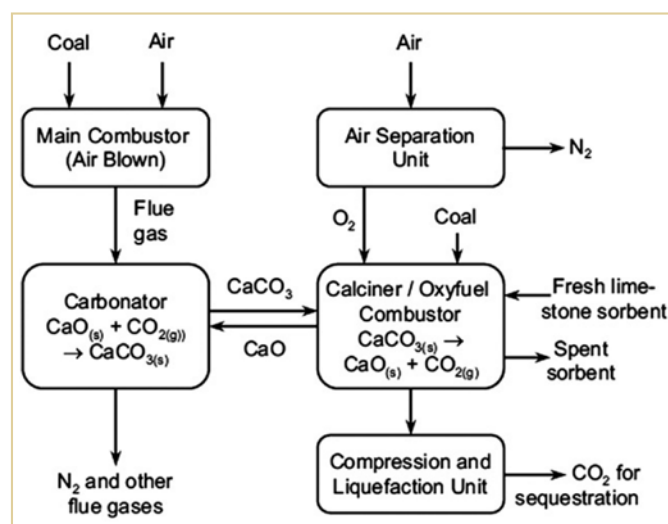 Coal
Air
Air
Main Combustor
(Air Blown)
Air Separation
Unit
N₂
Flue
gas
O₂
Coal
Carbonator
CaO₍ₛ₎ + CO₂₍g₎₎
→ CaCO₃₍ₛ₎
CaCO₃
CaO
Calciner / Oxyfuel
Combustor
CaCO₃₍ₛ₎ →
CaO₍ₛ₎ + CO₂₍g₎
Fresh lime-
stone sorbent
Spent
sorbent
N₂ and other
flue gases
Compression and
Liquefaction Unit
CO₂ for
sequestration